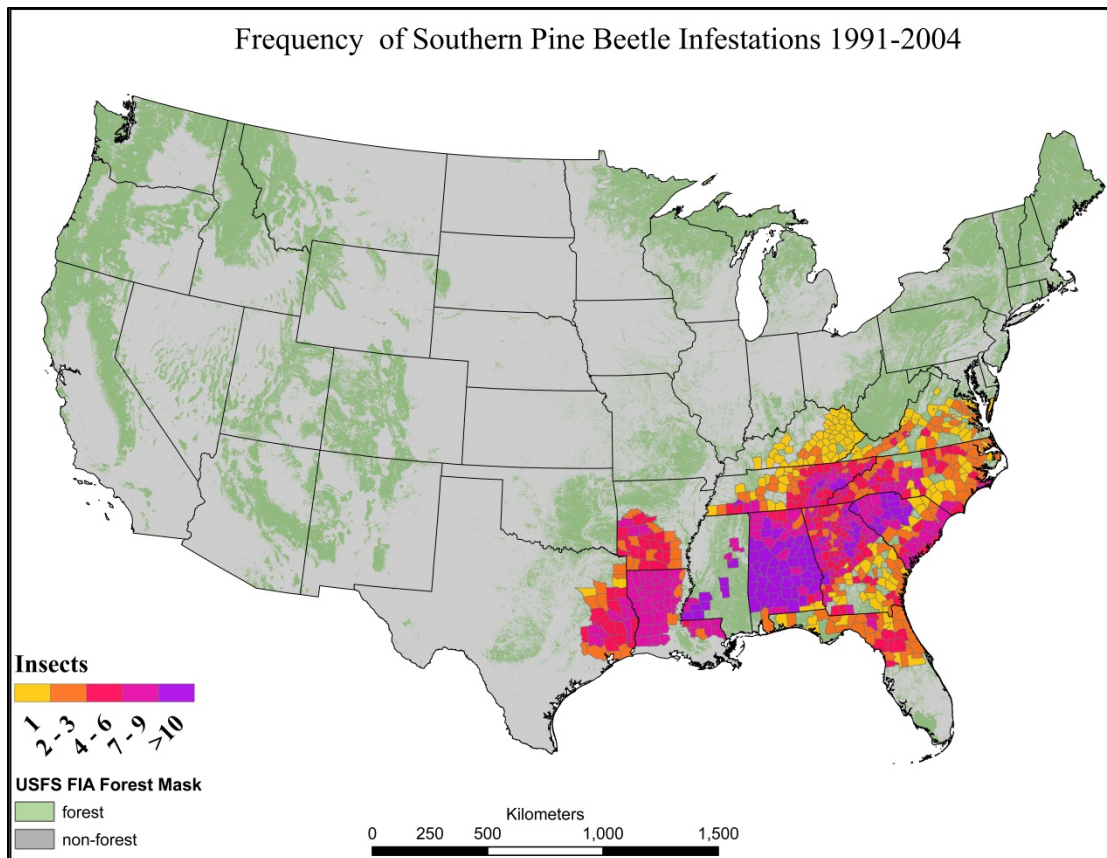 Frequency of Southern Pine Beetle Infestations 1991-2004
Insects
1
2 - 3
4 - 6
7 - 9
>10
USFS FIA Forest Mask
forest
non-forest
Kilometers
0 250 500 1,000 1,500